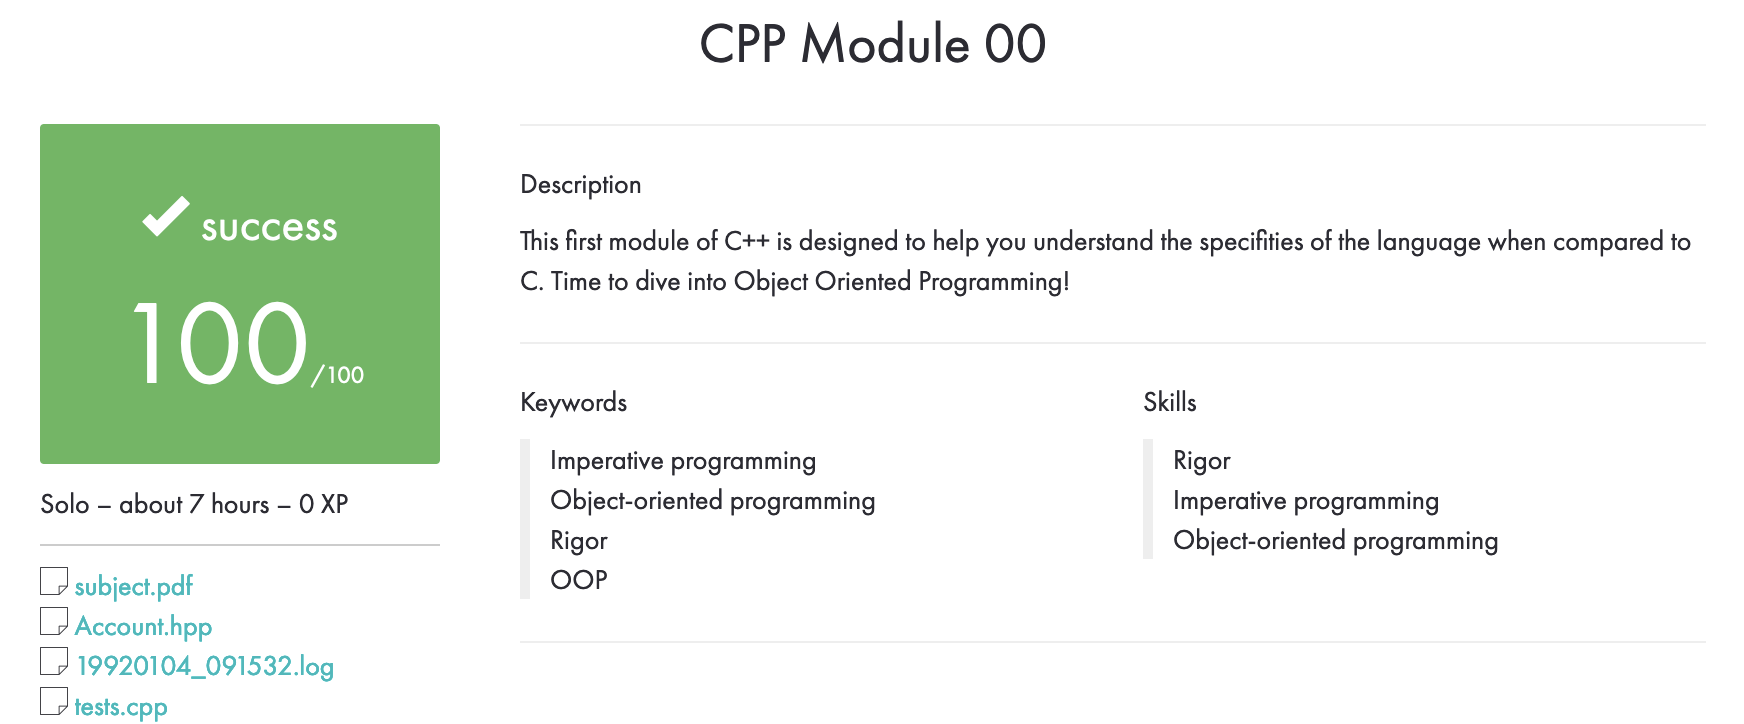 CPP Module 00
success
100/100
Solo – about 7 hours – 0 XP
subject.pdf
Account.hpp
19920104_091532.log
tests.cpp
Description
This first module of C++ is designed to help you understand the specifities of the language when compared to
C. Time to dive into Object Oriented Programming!
Keywords
Imperative programming
Object-oriented programming
Rigor
OOP
Skills
Rigor
Imperative programming
Object-oriented programming